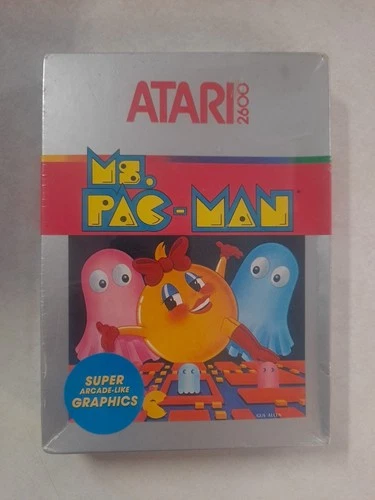 ATARI 2600
Ms.
PAC-MAN
SUPER
ARCADE-LIKE
GRAPHICS